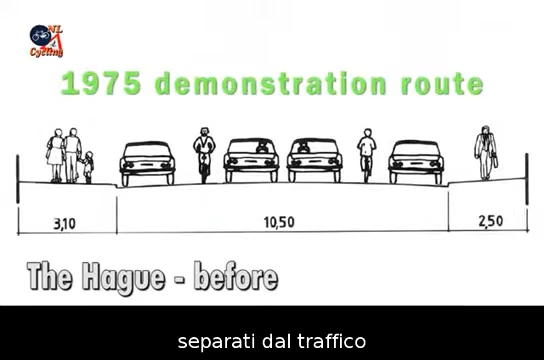 NL
Cycling
1975 demonstration route
3,10
10,50
2,50
The Hague - before
separati dal traffico